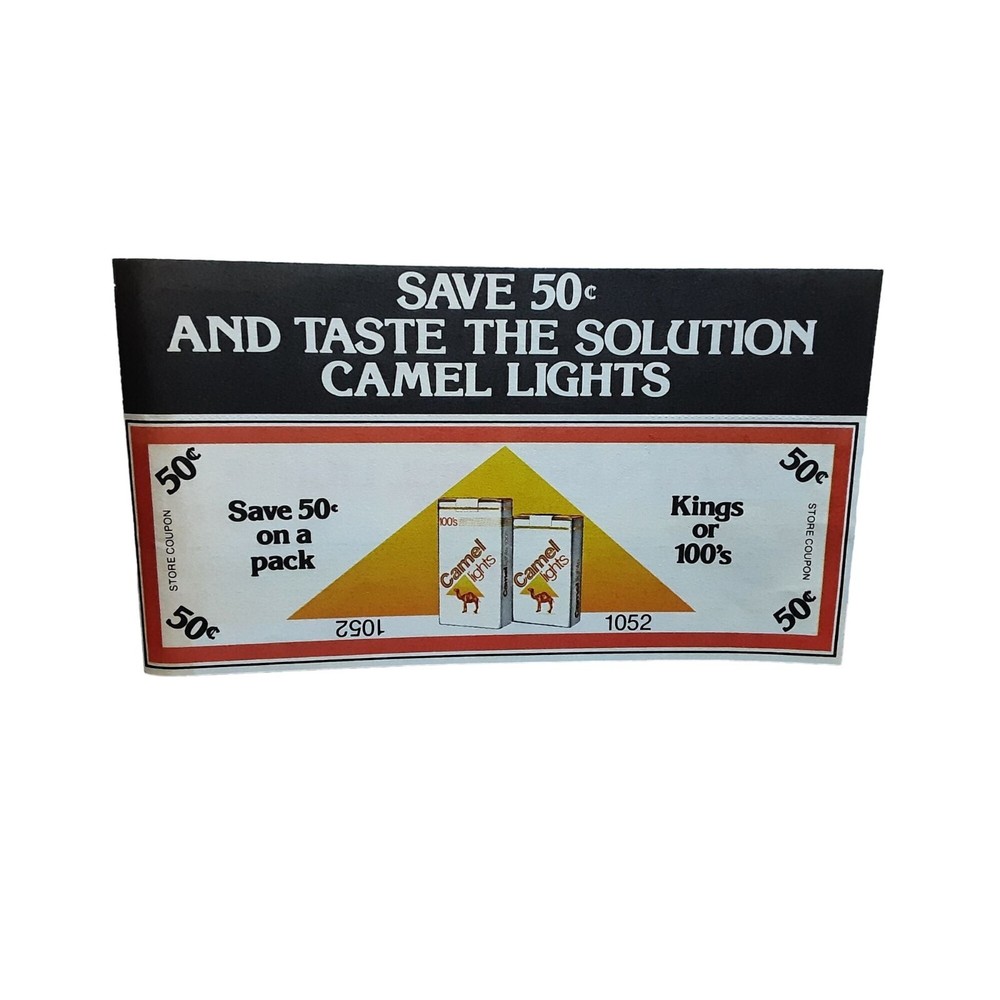 SAVE 50¢
AND TASTE THE SOLUTION
CAMEL LIGHTS
50¢
50¢
STORE COUPON
Save 50¢
on a
pack
100's
Camel
lights
Camel
lights
Kings
or
100's
STORE COUPON
50¢
1052
1052
50¢